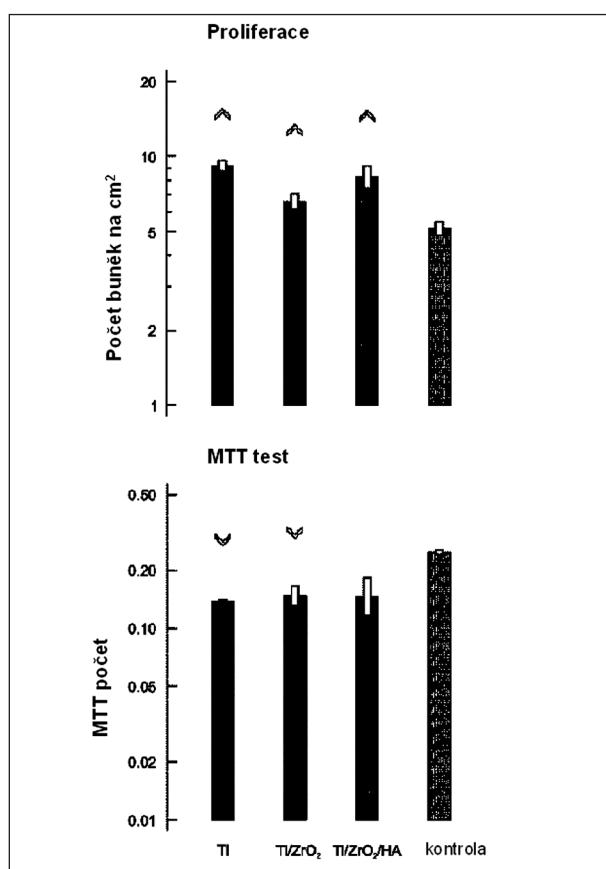 Proliferace
20
10
5
2
1
Počet buněk na cm²
MTT test
0.50
0.20
0.10
0.05
0.02
0.01
MTT počet
TI TI/ZrO₂ TI/ZrO₂/HA kontrola